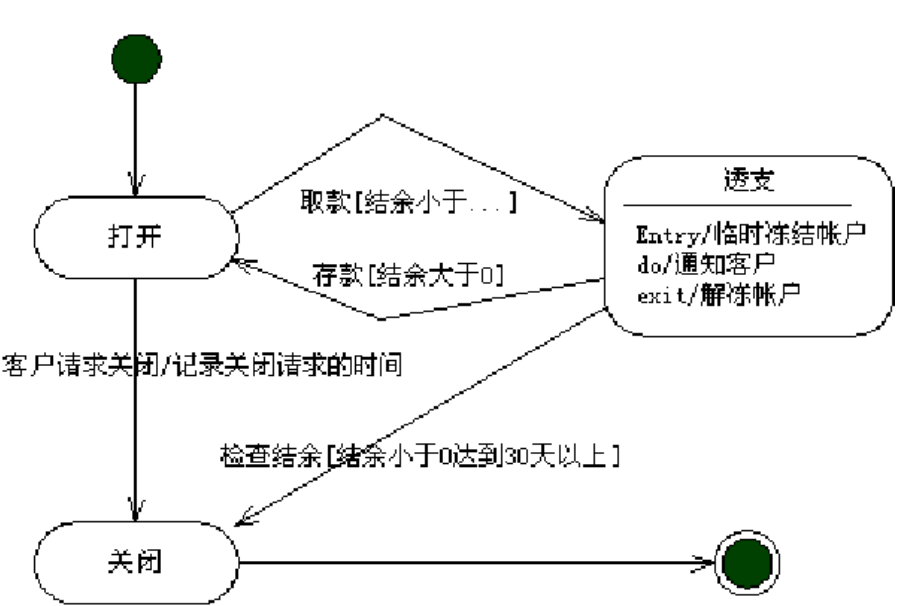 取款[结余小于...]
透支
打开
Entry/临时冻结帐户
do/通知客户
exit/解冻帐户
存款[结余大于0]
客户请求关闭/记录关闭请求的时间
检查结余[结余小于0达到30天以上]
关闭